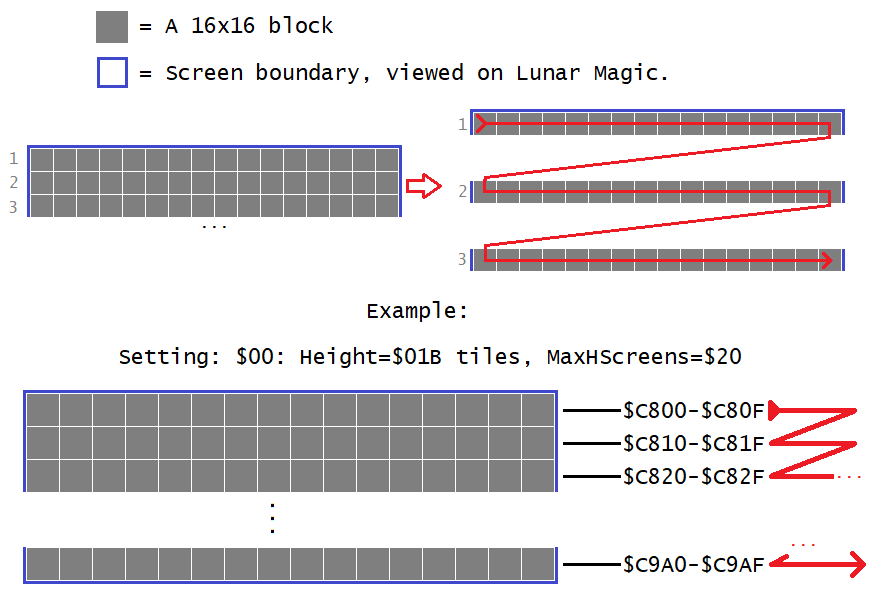 = A 16x16 block
= Screen boundary, viewed on Lunar Magic.
1
2
3
...
1
2
3
Example:
Setting: $00: Height=$01B tiles, MaxHScreens=$20
$C800-$C80F
$C810-$C81F
$C820-$C82F ...
...
...
$C9A0-$C9AF